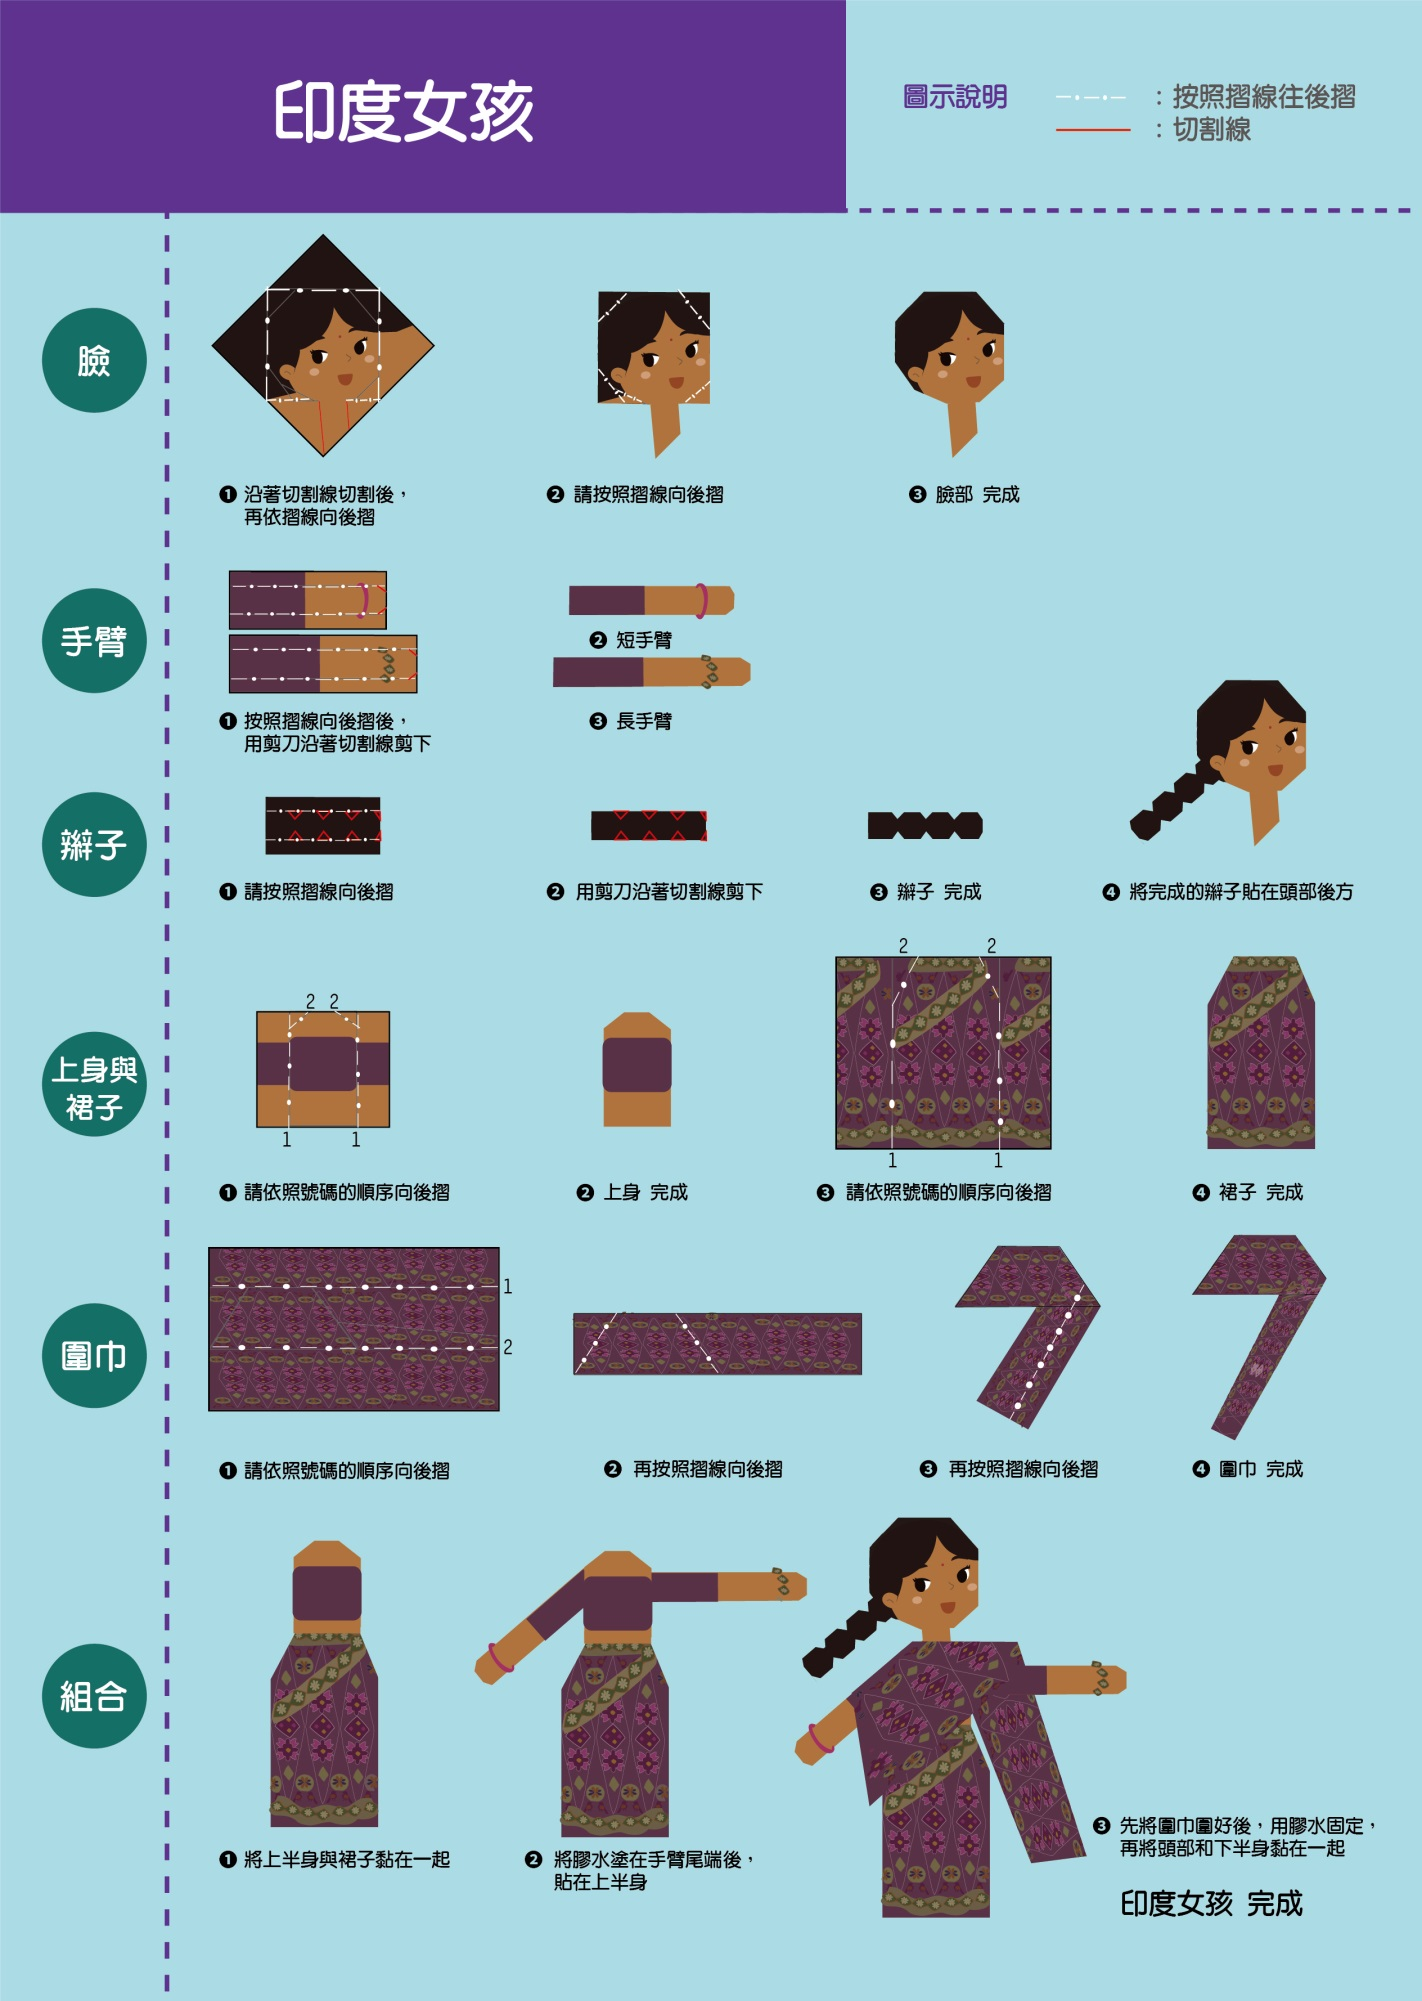 印度女孩
圖示說明
：按照摺線往後摺
：切割線
臉
❶ 沿著切割線切割後，
再依摺線向後摺
❷ 請按照摺線向後摺
❸ 臉部 完成
手臂
❶ 按照摺線向後摺後，
用剪刀沿著切割線剪下
❷ 短手臂
❸ 長手臂
辮子
❶ 請按照摺線向後摺
❷ 用剪刀沿著切割線剪下
❸ 辮子 完成
❹ 將完成的辮子貼在頭部後方
上身與
裙子
2 2
1 1
❶ 請依照號碼的順序向後摺
❷ 上身 完成
2 2
1 1
❸ 請依照號碼的順序向後摺
❹ 裙子 完成
圍巾
1
2
❶ 請依照號碼的順序向後摺
❷ 再按照摺線向後摺
❸ 再按照摺線向後摺
❹ 圍巾 完成
組合
❶ 將上半身與裙子黏在一起
❷ 將膠水塗在手臂尾端後，
貼在上半身
❸ 先將圍巾圍好後，用膠水固定，
再將頭部和下半身黏在一起
印度女孩 完成